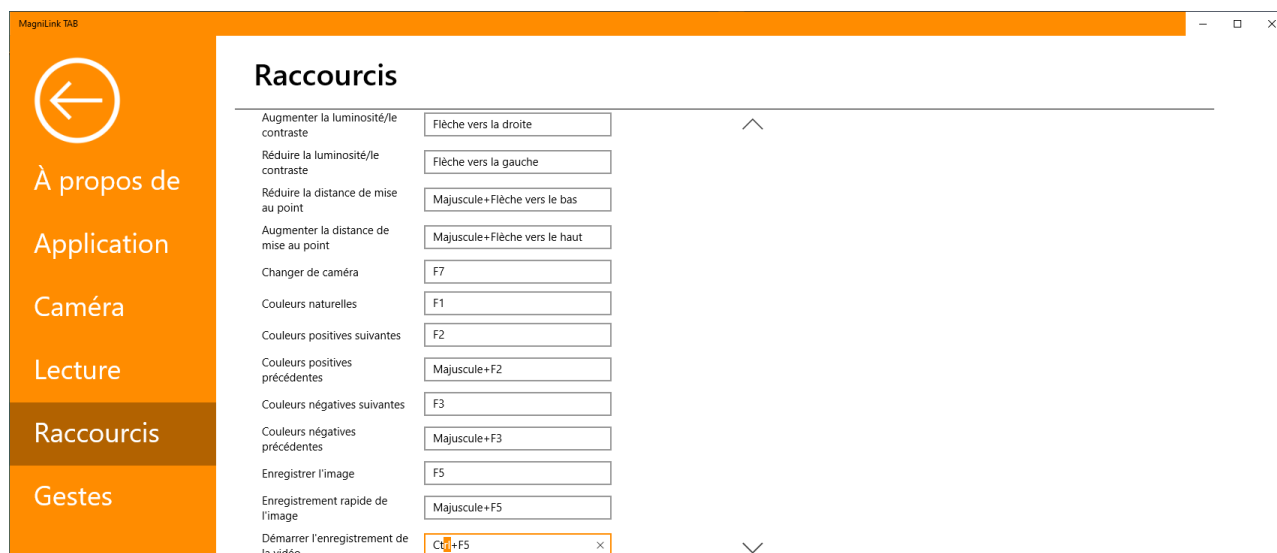 MagniLink TAB
Raccourcis
À propos de
Application
Caméra
Lecture
Raccourcis
Gestes
Augmenter la luminosité/le
contraste
Flèche vers la droite
Réduire la luminosité/le
contraste
Flèche vers la gauche
Réduire la distance de mise
au point
Majuscule+Flèche vers le bas
Augmenter la distance de
mise au point
Majuscule+Flèche vers le haut
Changer de caméra
F7
Couleurs naturelles
F1
Couleurs positives suivantes
F2
Couleurs positives
précédentes
Majuscule+F2
Couleurs négatives suivantes
F3
Couleurs négatives
précédentes
Majuscule+F3
Enregistrer l'image
F5
Enregistrement rapide de
l'image
Majuscule+F5
Démarrer l'enregistrement de
la vidéo
Ctrl+F5